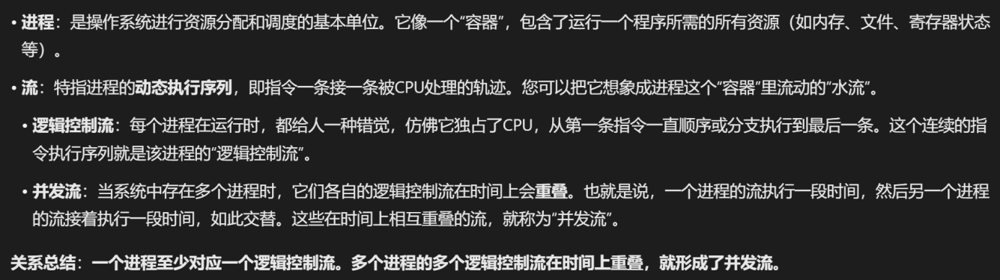 • 进程：是操作系统进行资源分配和调度的基本单位。它像一个“容器”，包含了运行一个程序所需的所有资源（如内存、文件、寄存器状态
等）。
• 流：特指进程的动态执行序列，即指令一条接一条被CPU处理的轨迹。您可以把它想象成进程这个“容器”里流动的“水流”。
• 逻辑控制流：每个进程在运行时，都给人一种错觉，仿佛它独占了CPU，从第一条指令一直顺序或分支执行到最后一条。这个连续的指
令执行序列就是该进程的“逻辑控制流”。
• 并发流：当系统中存在多个进程时，它们各自的逻辑控制流在时间上会重叠。也就是说，一个进程的流执行一段时间，然后另一个进程
的流接着执行一段时间，如此交替。这些在时间上相互重叠的流，就称为“并发流”。
关系总结：一个进程至少对应一个逻辑控制流。多个进程的多个逻辑控制流在时间上重叠，就形成了并发流。